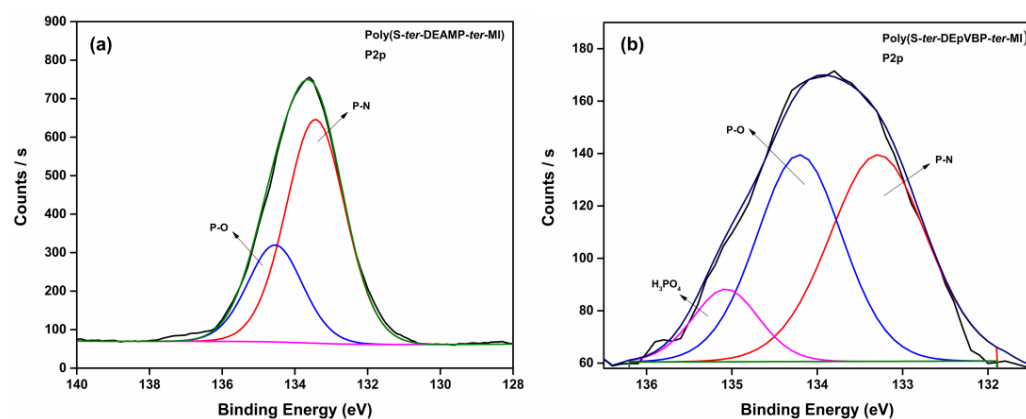 (a)
Poly(S-ter-DEAMP-ter-MI)
P2p
P-N
P-O
Counts / s
900
800
700
600
500
400
300
200
100
0
140
138
136
134
132
130
128
Binding Energy (eV)
(b)
Poly(S-ter-DEpVBP-ter-MI)
P2p
P-O
P-N
H₃PO₄
Counts / s
180
160
140
120
100
80
60
136
135
134
133
132
Binding Energy (eV)